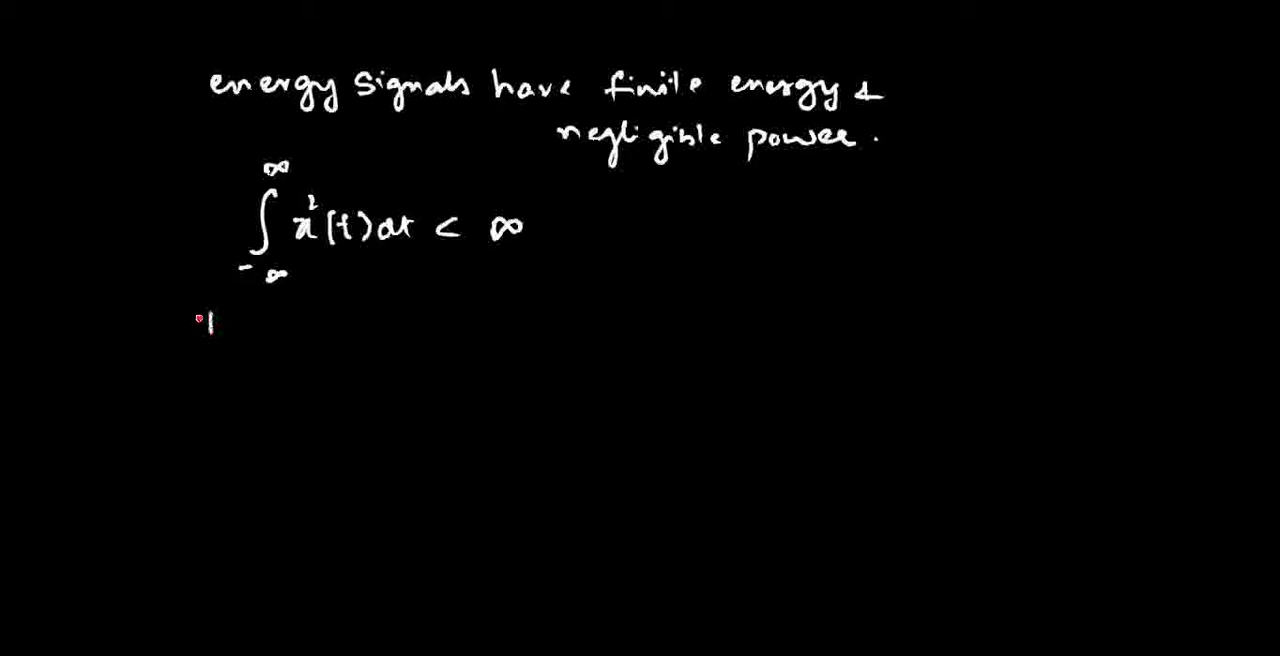 energy signals have finite energy &
negligible power.
∞
∫ x²(t)dt < ∞
-∞